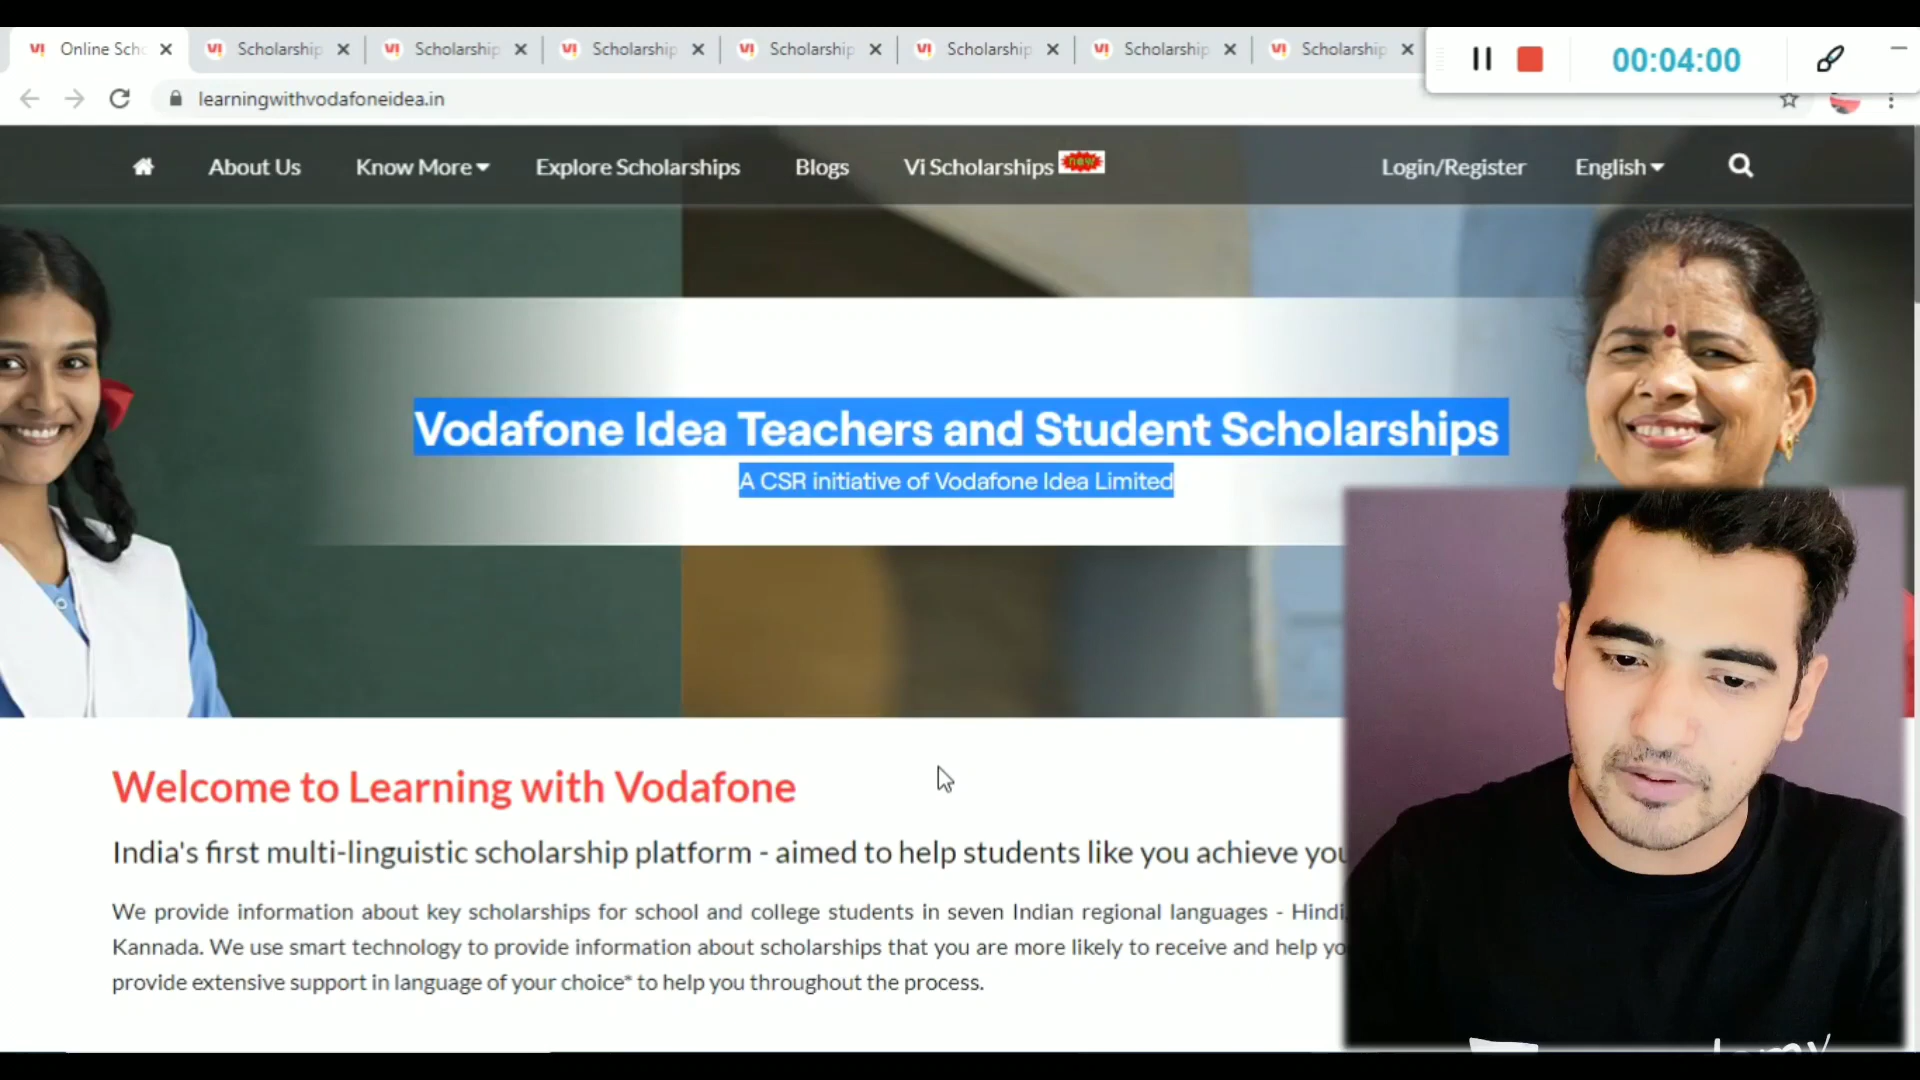 Online Sch
Scholarship
Scholarship
Scholarship
Scholarship
Scholarship
Scholarship
Scholarship
00:04:00
learningwithvodafoneidea.in
About Us
Know More
Explore Scholarships
Blogs
Vi Scholarships
new
Login/Register
English
Vodafone Idea Teachers and Student Scholarships
A CSR initiative of Vodafone Idea Limited
Welcome to Learning with Vodafone
India's first multi-linguistic scholarship platform - aimed to help students like you achieve you
We provide information about key scholarships for school and college students in seven Indian regional languages - Hindi,
Kannada. We use smart technology to provide information about scholarships that you are more likely to receive and help yo
provide extensive support in language of your choice* to help you throughout the process.